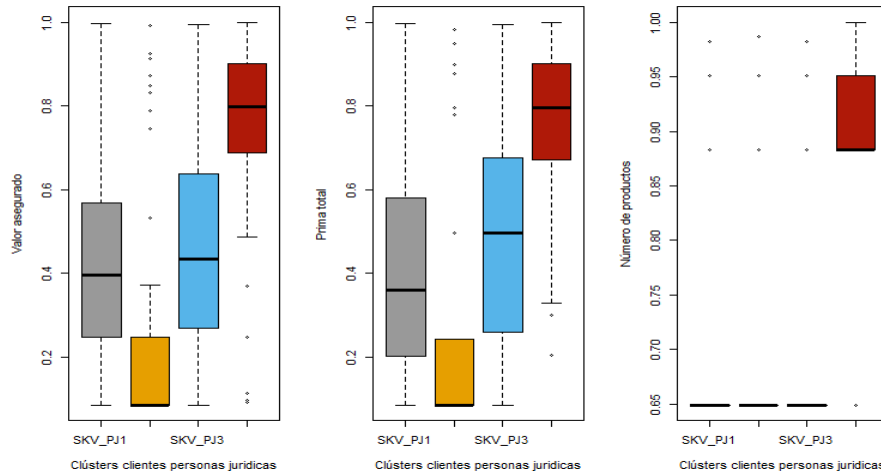 Valor asegurado
1.0
0.8
0.6
0.4
0.2
SKV_PJ1 SKV_PJ3
Clústers clientes personas juridicas
Prima total
1.0
0.8
0.6
0.4
0.2
SKV_PJ1 SKV_PJ3
Clústers clientes personas juridicas
Número de productos
1.00
0.95
0.90
0.85
0.80
0.75
0.70
0.65
SKV_PJ1 SKV_PJ3
Clústers clientes personas juridicas